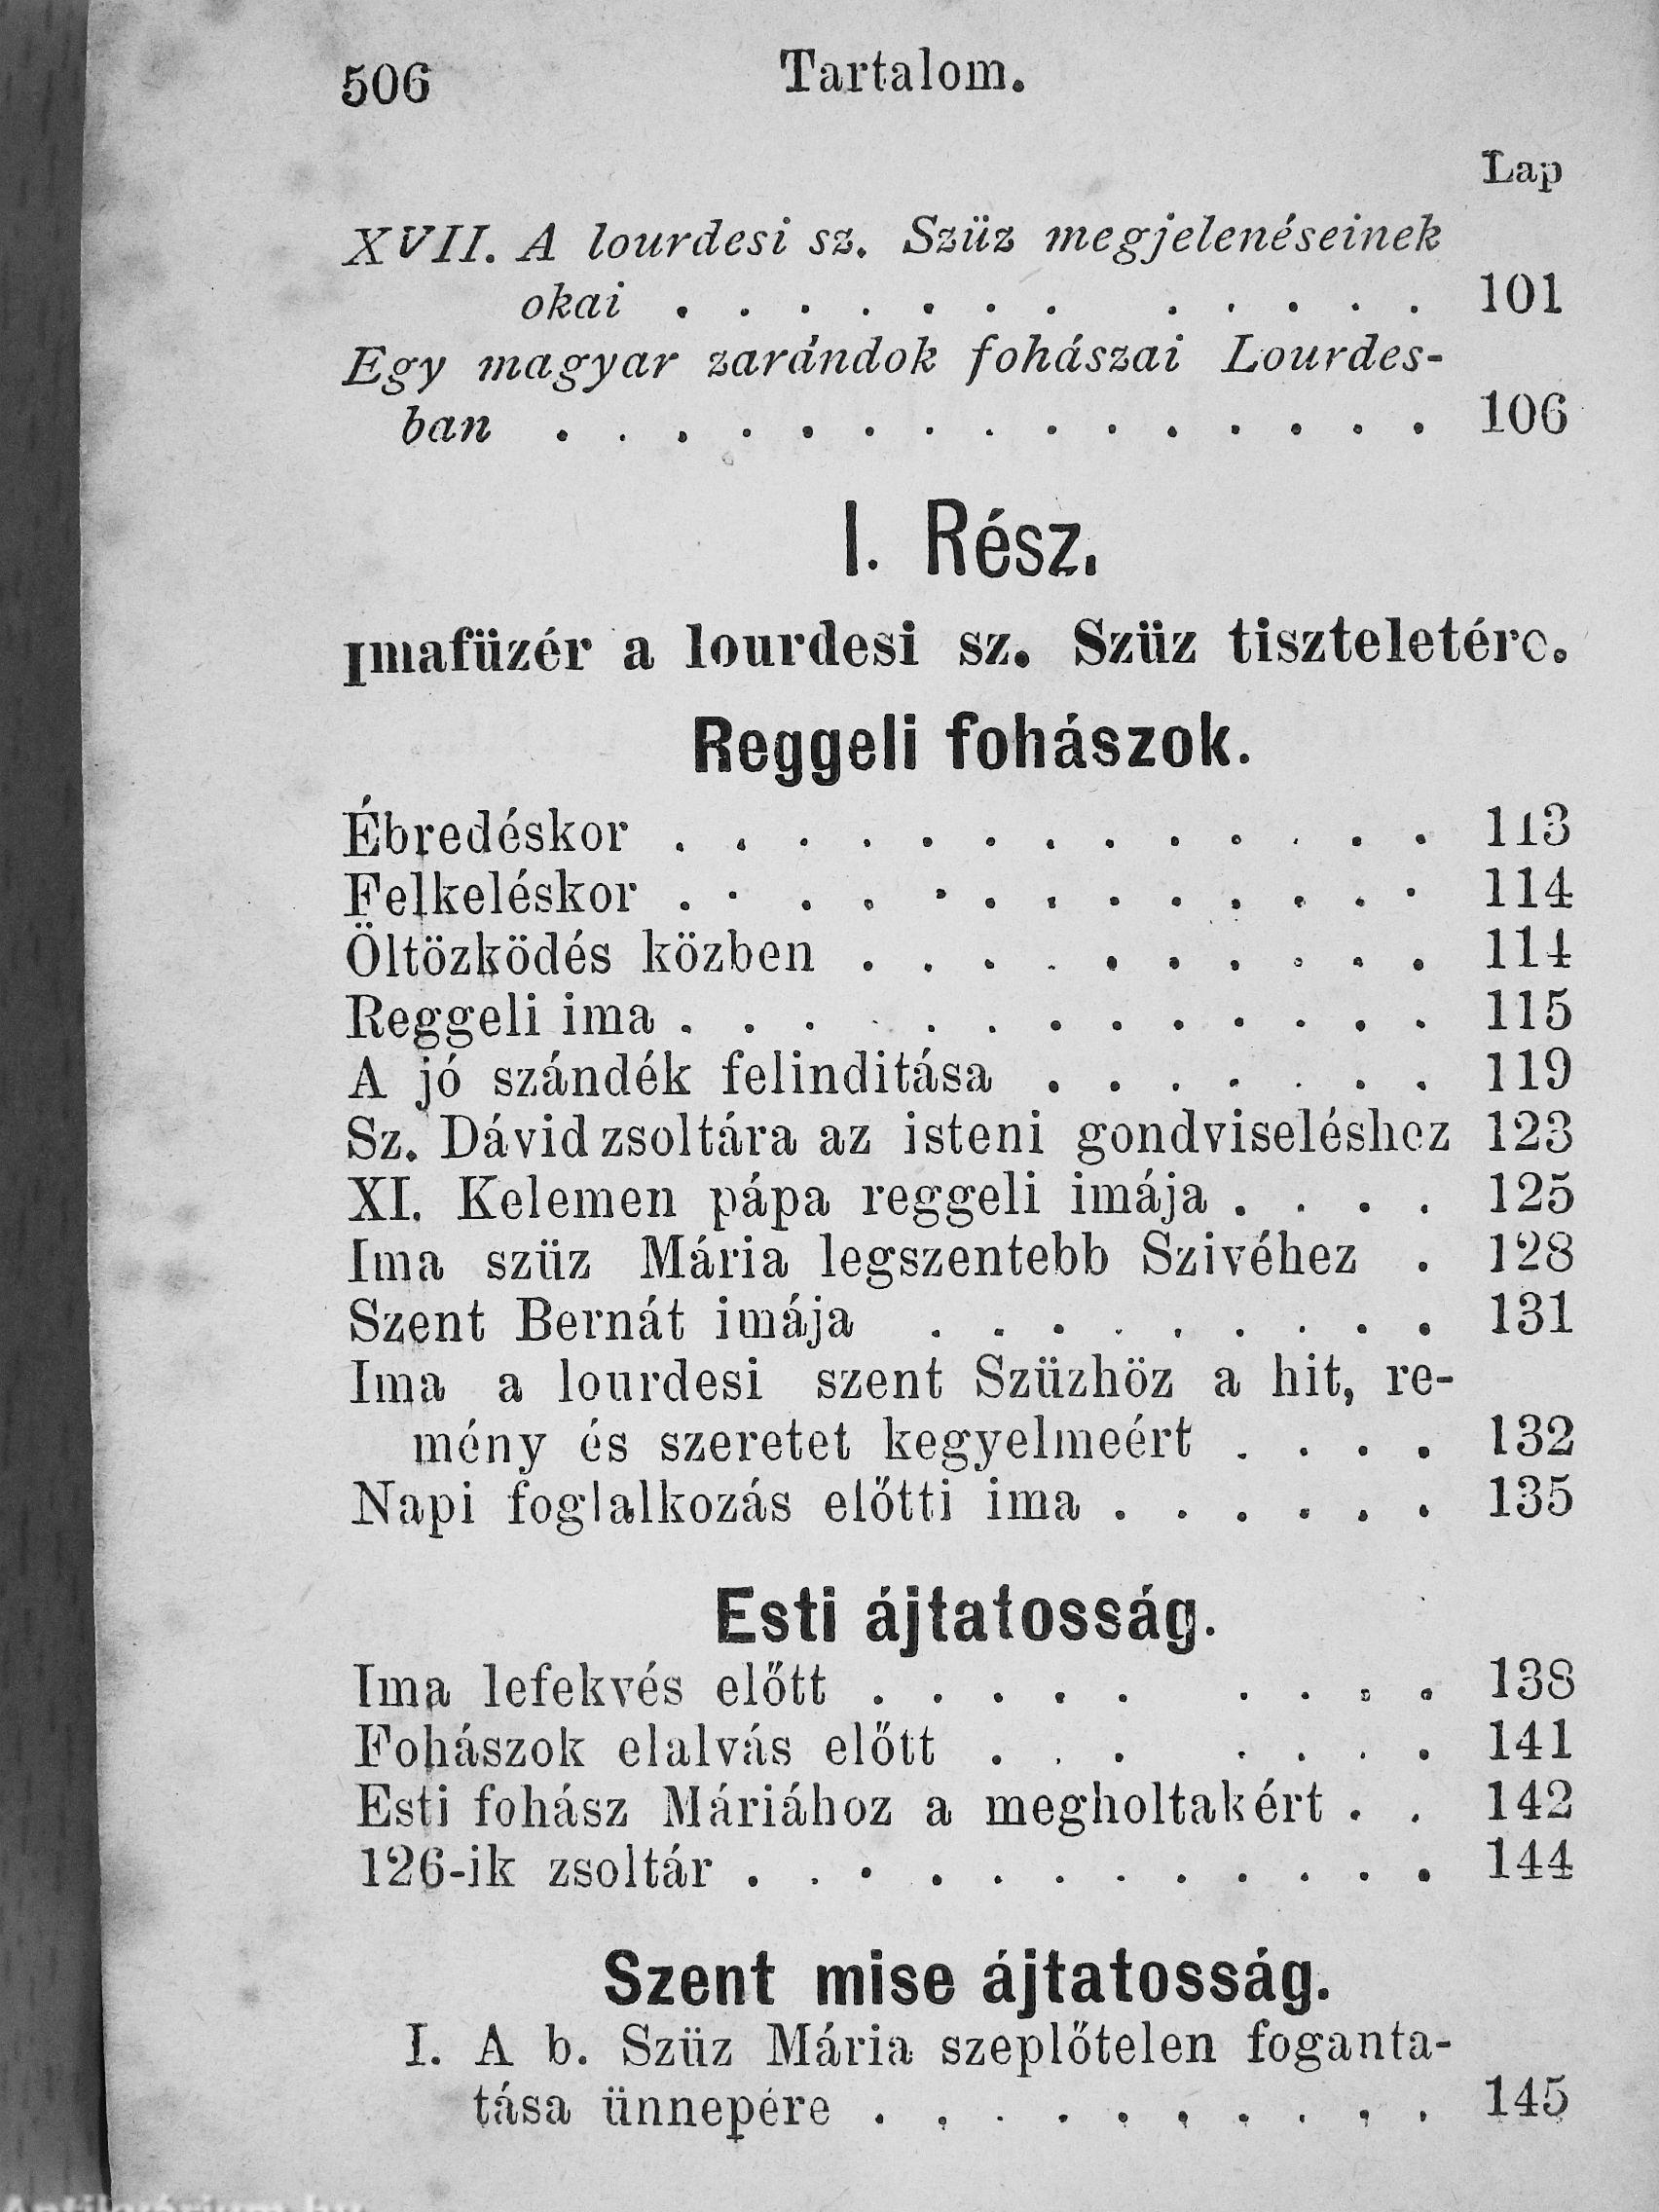 506 Tartalom.
Lap
XVII. A lourdesi sz. Szüz megjelenéseinek
okai . . . . . . . . . . . . 101
Egy magyar zarándok fohászai Lourdes-
ban . . . . . . . . . . . . . . . 106
I. Rész.
Imafüzér a lourdesi sz. Szüz tiszteletére.
Reggeli fohászok.
Ébredéskor . . . . . . . . . . . . . 113
Felkeléskor . . . . . . . . . . . . . 114
Öltözködés közben . . . . . . . . . . 114
Reggeli ima . . . . . . . . . . . . . 115
A jó szándék felinditása . . . . . . . 119
Sz. Dávid zsoltára az isteni gondviseléshez 123
XI. Kelemen pápa reggeli imája . . . . 125
Ima szüz Mária legszentebb Szivéhez . 128
Szent Bernát imája . . . . . . . . . 131
Ima a lourdesi szent Szüzhöz a hit, re-
mény és szeretet kegyelmeért . . . . 132
Napi foglalkozás előtti ima . . . . . . 135
Esti ájtatosság.
Ima lefekvés előtt . . . . . . . . . 138
Fohászok elalvás előtt . . . . . . . 141
Esti fohász Máriához a megholtakért . . 142
126-ik zsoltár . . . . . . . . . . . . 144
Szent mise ájtatosság.
I. A b. Szüz Mária szeplőtelen foganta-
tása ünnepére . . . . . . . . . . 145